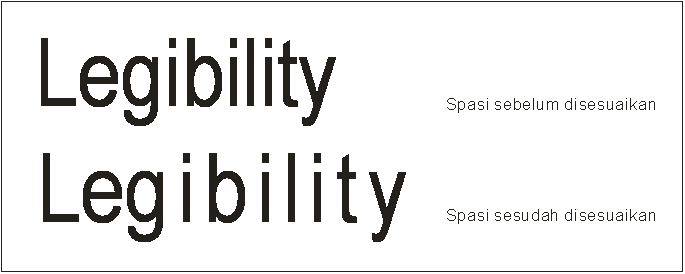 Legibility
Spasi sebelum disesuaikan
Legibility
Spasi sesudah disesuaikan